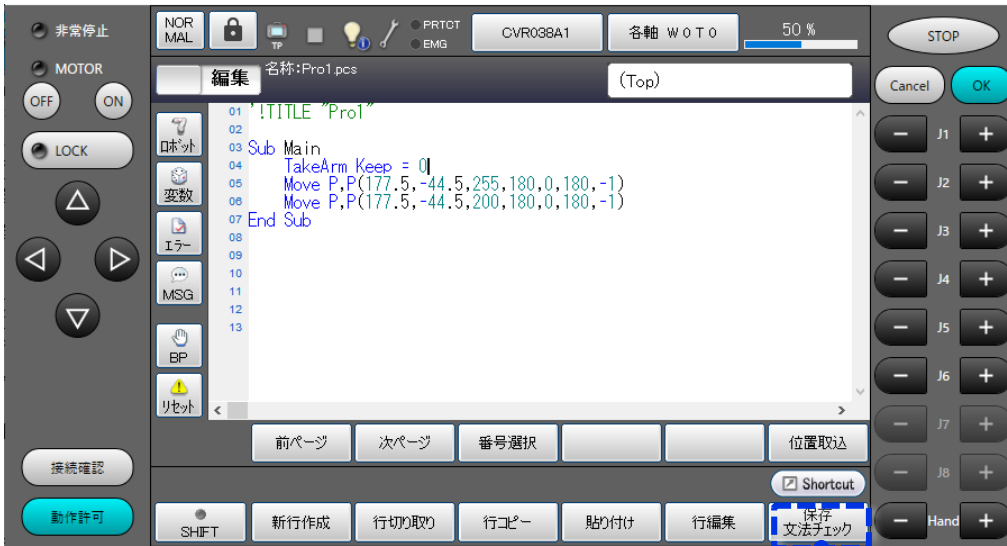 非常停止
MOTOR
OFF
ON
LOCK
接続確認
動作許可
NOR
MAL
TP
ID
PRTCT
EMG
CVR038A1
各軸 W0T0
50 %
編集
名称:Pro1.pcs
(Top)
ロボット
変数
エラー
MSG
BP
リセット
01 '!TITLE "Pro1"
02
03 Sub Main
04 TakeArm Keep = 0
05 Move P,P(177.5,-44.5,255,180,0,180,-1)
06 Move P,P(177.5,-44.5,200,180,0,180,-1)
07 End Sub
08
09
10
11
12
13
前ページ
次ページ
番号選択
位置取込
Shortcut
SHIFT
新行作成
行切り取り
行コピー
貼り付け
行編集
保存
文法チェック
STOP
Cancel
OK
− J1 +
− J2 +
− J3 +
− J4 +
− J5 +
− J6 +
− J7 +
− J8 +
− Hand +